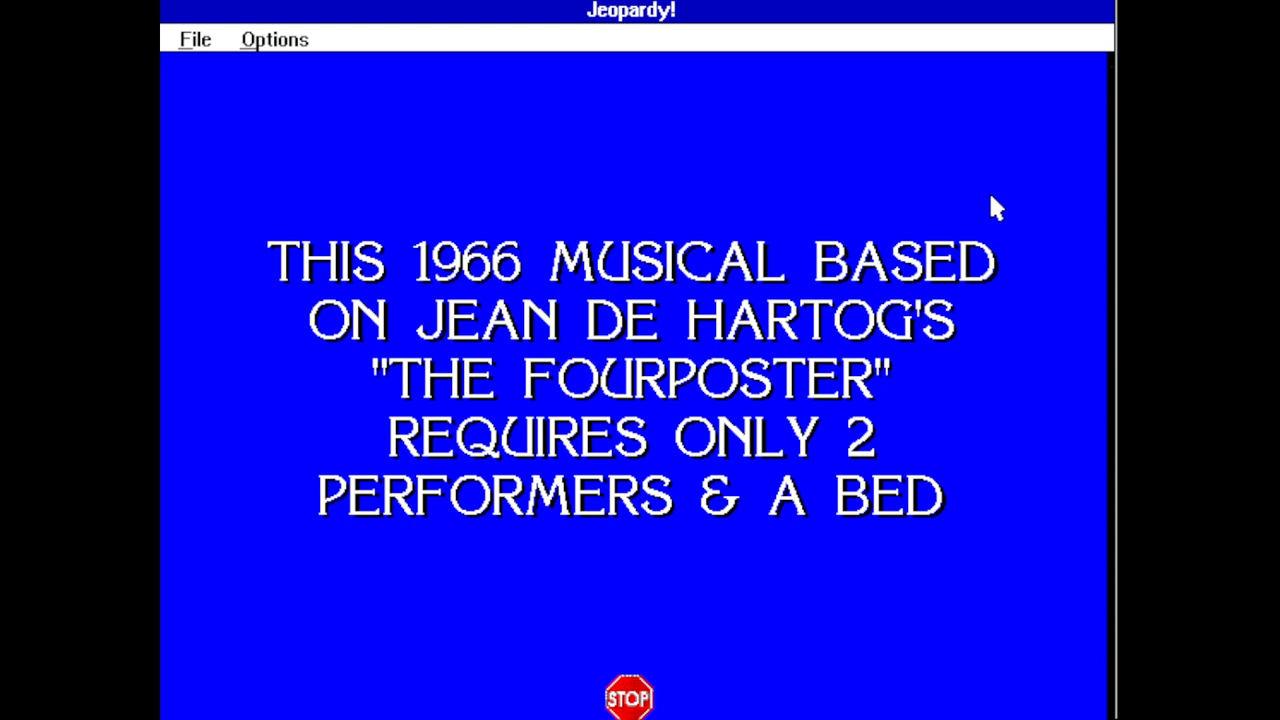 Jeopardy!
File Options
THIS 1966 MUSICAL BASED
ON JEAN DE HARTOG'S
"THE FOURPOSTER"
REQUIRES ONLY 2
PERFORMERS & A BED
STOP